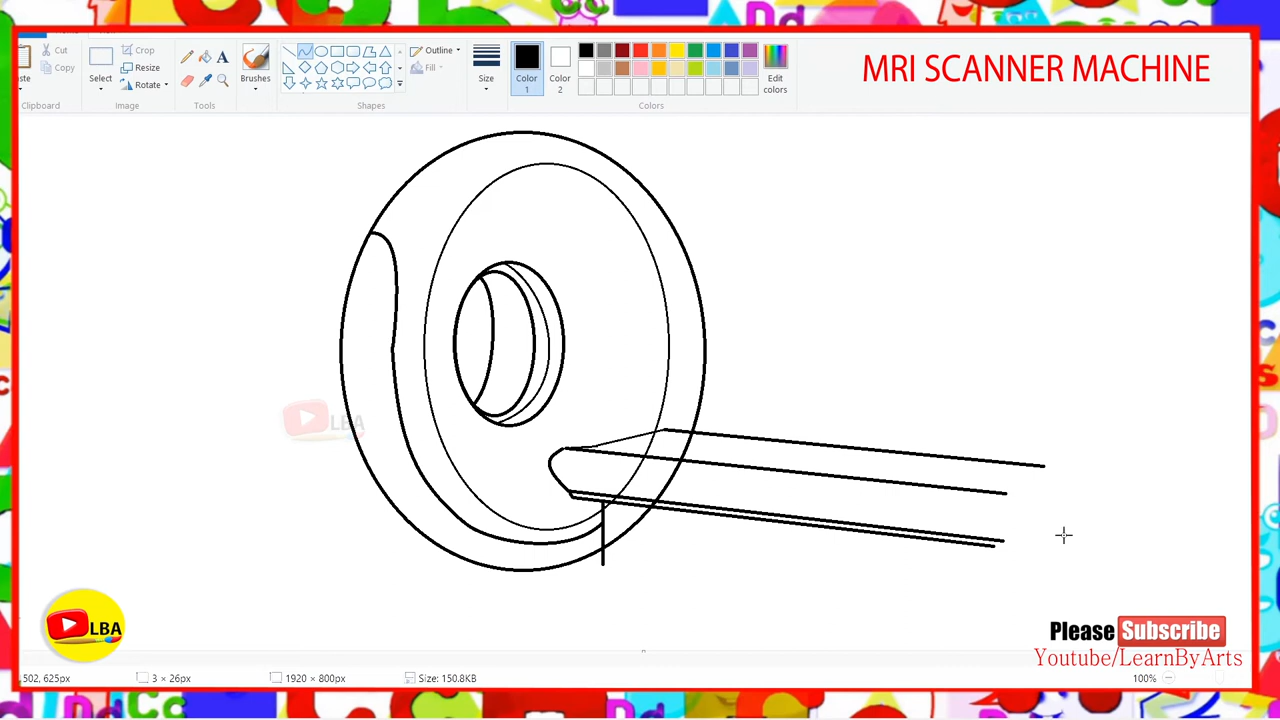 MRI SCANNER MACHINE
Cut
Copy
Clipboard
Select
Crop
Resize
Rotate
Image
Tools
Brushes
Outline
Fill
Shapes
Size
Color
1
Color
2
Edit
colors
Colors
LBA
LBA
Please Subscribe
Youtube/LearnByArts
502, 625px
3 × 26px
1920 × 800px
Size: 150.8KB
100%